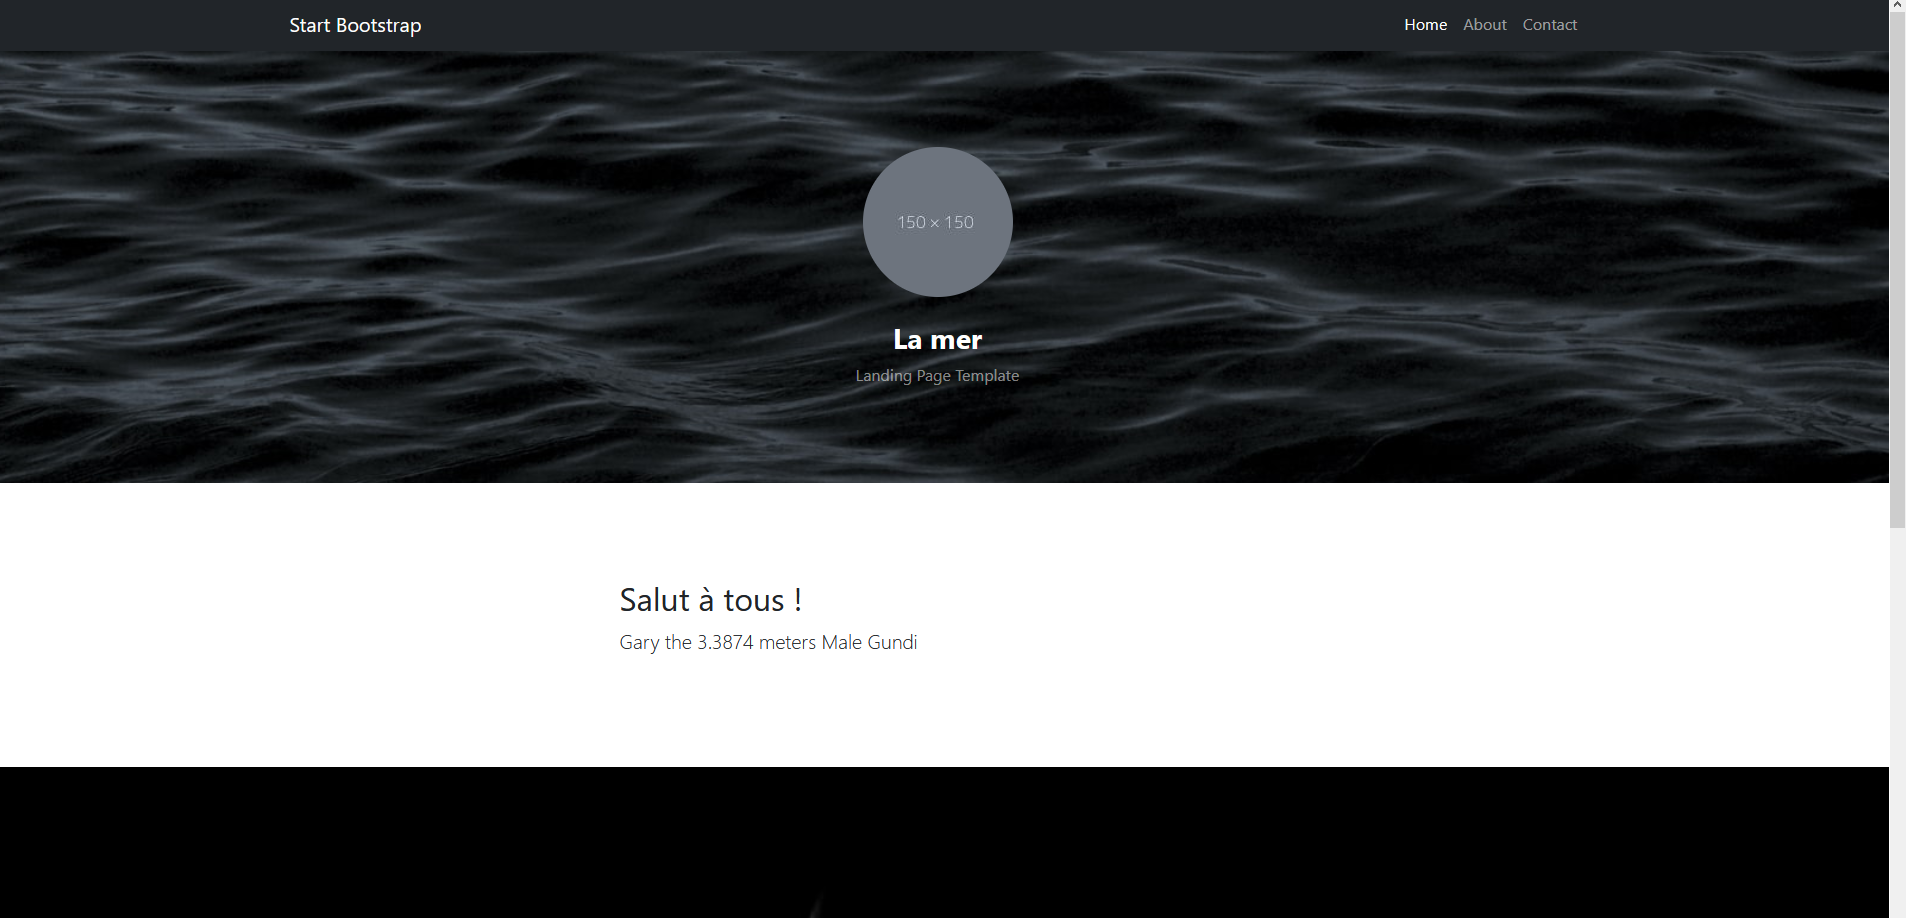 Start Bootstrap
Home About Contact
150 × 150
La mer
Landing Page Template
Salut à tous !
Gary the 3.3874 meters Male Gundi